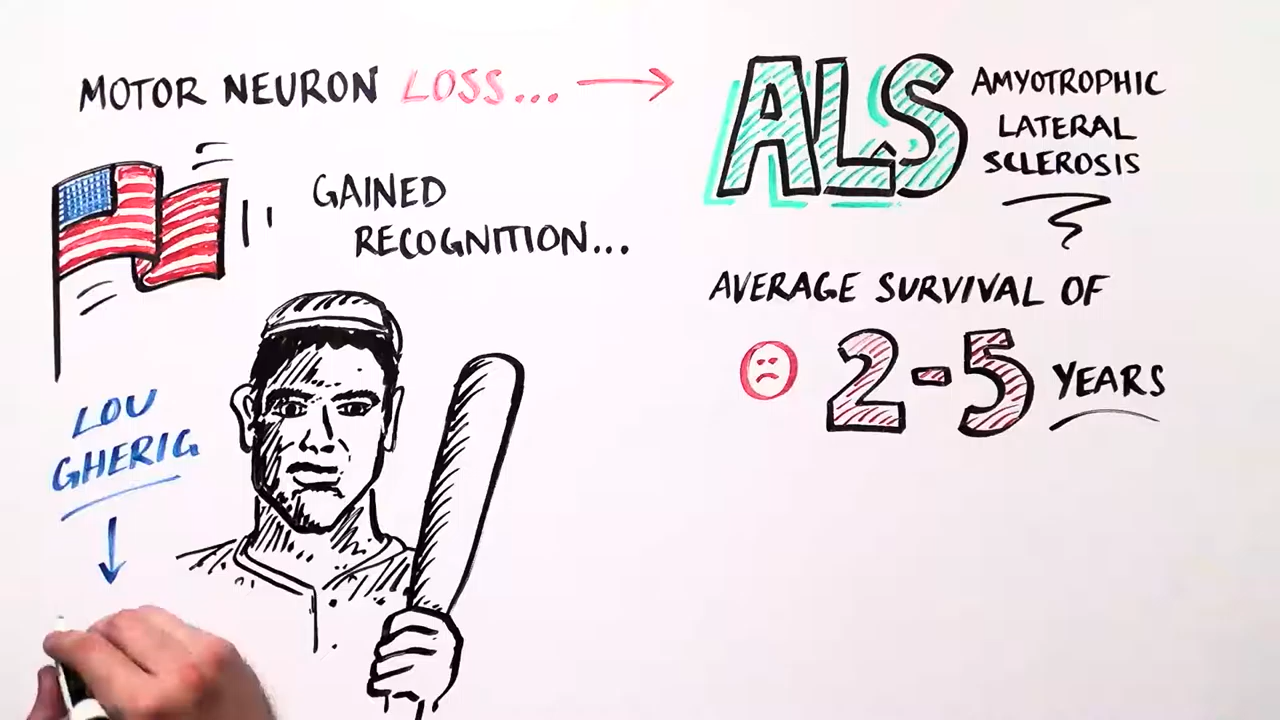 MOTOR NEURON LOSS...
ALS
AMYOTROPHIC
LATERAL
SCLEROSIS
GAINED
RECOGNITION...
LOU
GHERIG
AVERAGE SURVIVAL OF
2-5 YEARS